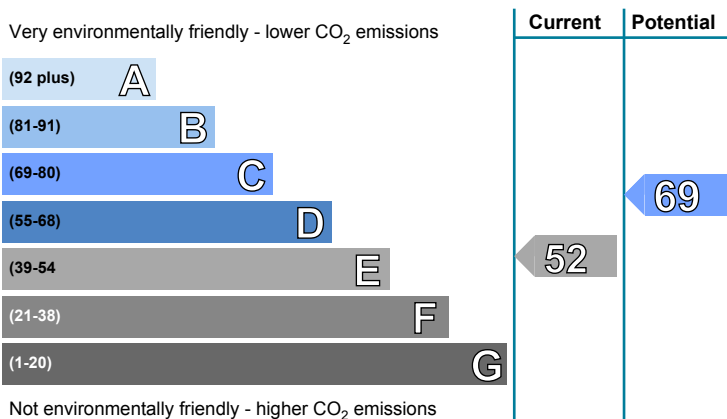 Very environmentally friendly - lower CO2 emissions
Current
Potential
(92 plus) A
(81-91) B
(69-80) C
69
(55-68) D
(39-54 E
52
(21-38) F
(1-20) G
Not environmentally friendly - higher CO2 emissions